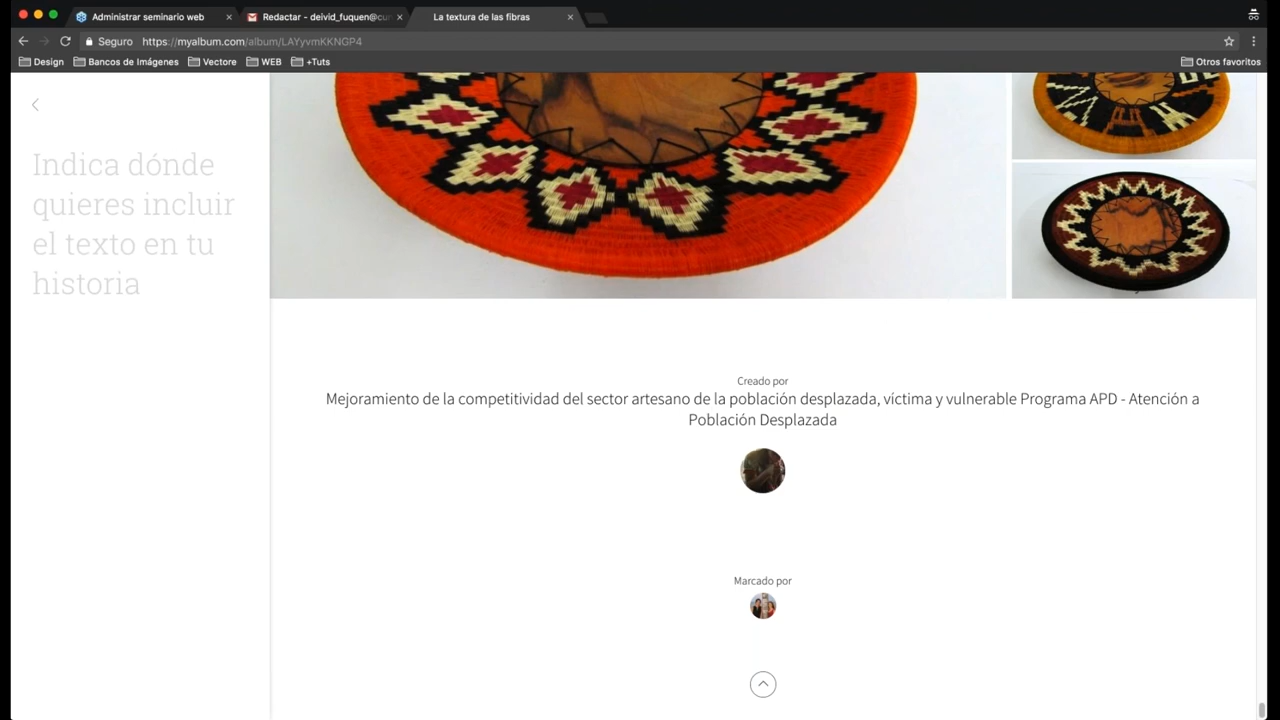 Administrar seminario web
Redactar - deivid_fuquen@cu
La textura de las fibras
Seguro
https://myalbum.com/album/LAYyvmKKNGP4
Design
Bancos de Imágenes
Vectore
WEB
+Tuts
Otros favoritos
Indica dónde
quieres incluir
el texto en tu
historia
Creado por
Mejoramiento de la competitividad del sector artesano de la población desplazada, víctima y vulnerable Programa APD - Atención a
Población Desplazada
Marcado por